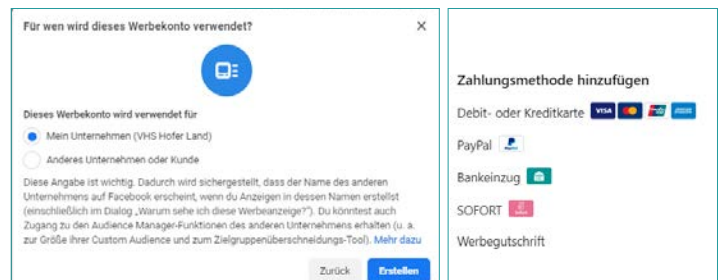 Für wen wird dieses Werbekonto verwendet?
Dieses Werbekonto wird verwendet für
Mein Unternehmen (VHS Hofer Land)
Anderes Unternehmen oder Kunde
Diese Angabe ist wichtig. Dadurch wird sichergestellt, dass der Name des anderen
Unternehmens auf Facebook erscheint, wenn du Anzeigen in dessen Namen erstellst
(einschließlich im Dialog „Warum sehe ich diese Werbeanzeige?“). Du könntest auch
Zugang zu den Audience Manager-Funktionen des anderen Unternehmens erhalten (u. a.
zur Größe ihrer Custom Audience und zum Zielgruppenüberschneidungs-Tool). Mehr dazu
Zurück Erstellen
Zahlungsmethode hinzufügen
Debit- oder Kreditkarte VISA
PayPal
Bankeinzug
SOFORT
Werbegutschrift